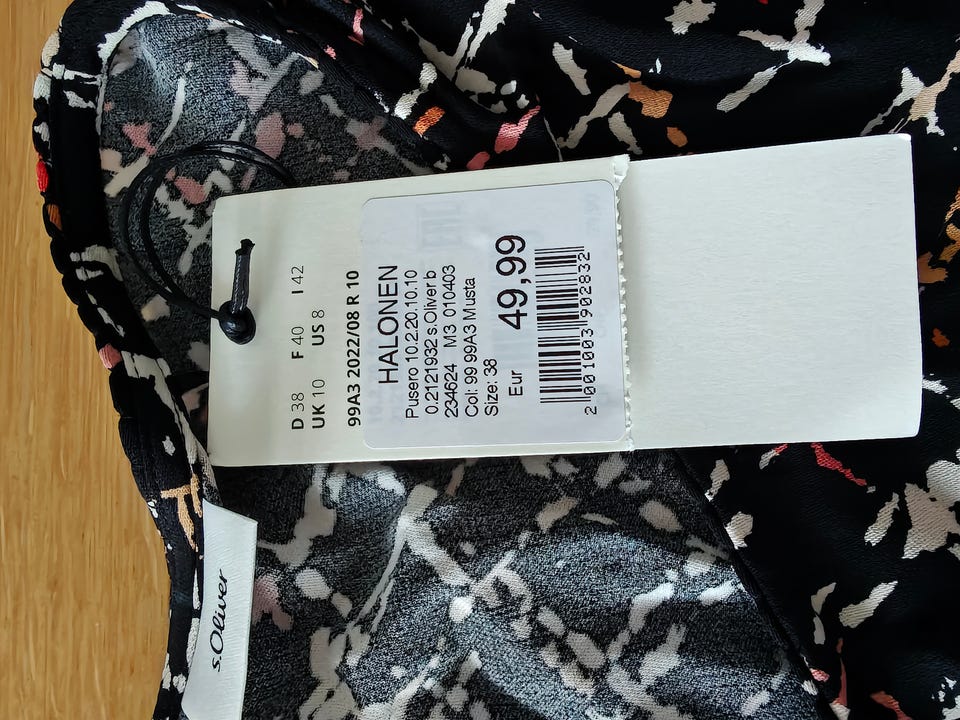 D 38 F 40 I 42
UK 10 US 8
99A3 2022/08 R 10
HALONEN
Pusero 10.2.20.10.10
0.2121932 s.Oliver b
234624 M3 010403
Col: 99 99A3 Musta
Size: 38
Eur 49,99
2 001003 902832
s.Oliver